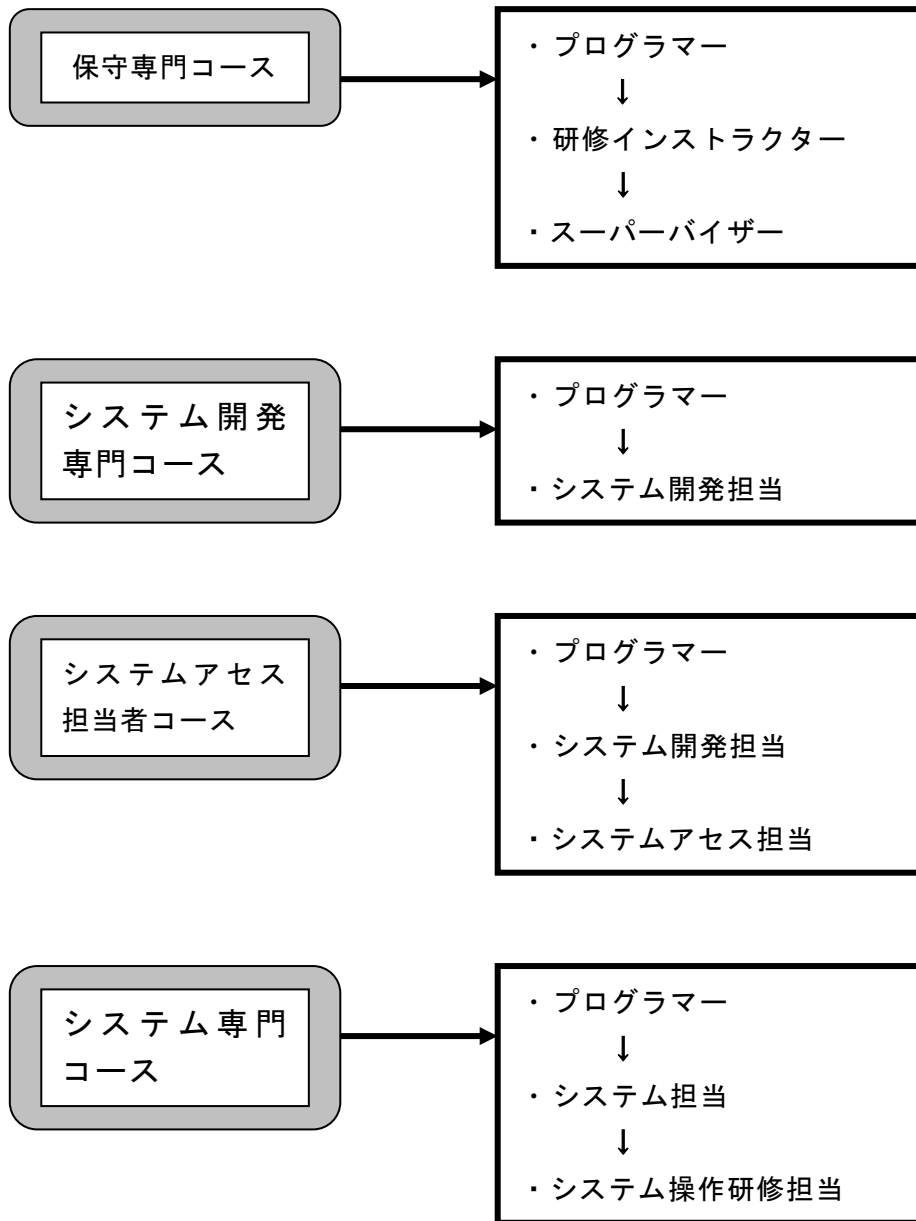 保守専門コース
・プログラマー
↓
・研修インストラクター
↓
・スーパーバイザー
システム開発
専門コース
・プログラマー
↓
・システム開発担当
システムアセス
担当者コース
・プログラマー
↓
・システム開発担当
↓
・システムアセス担当
システム専門
コース
・プログラマー
↓
・システム担当
↓
・システム操作研修担当